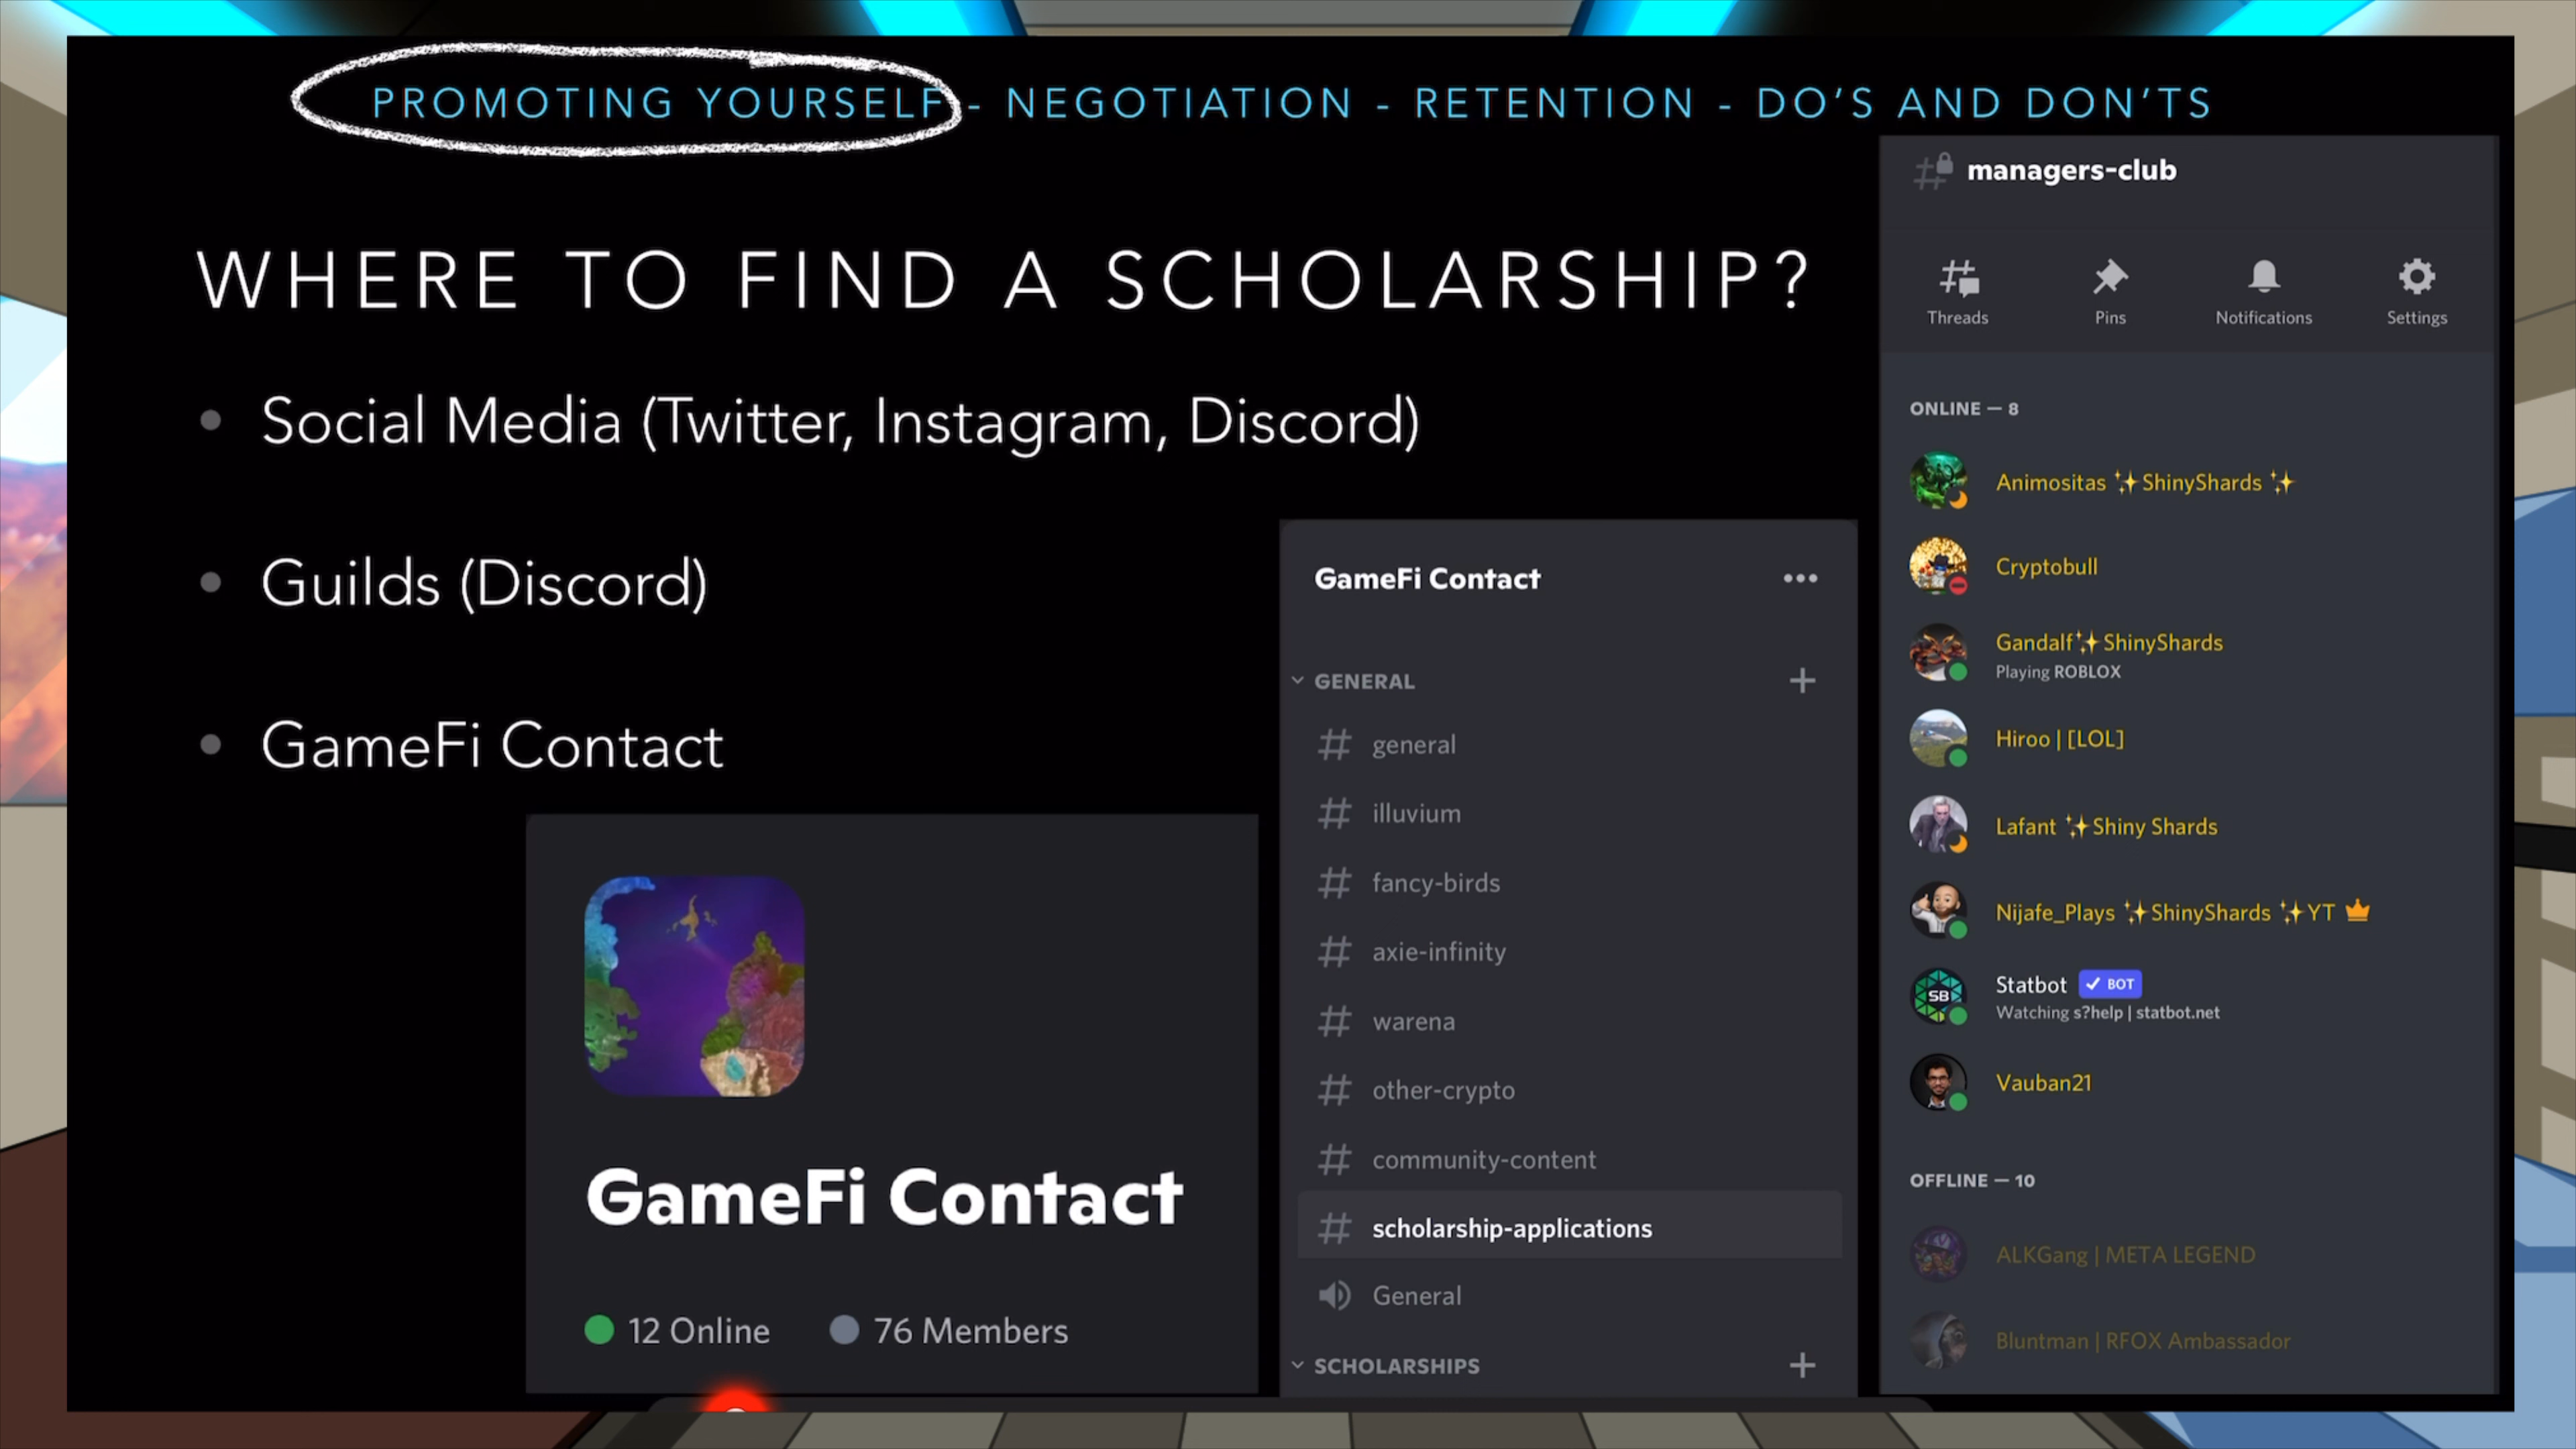 PROMOTING YOURSELF - NEGOTIATION - RETENTION - DO'S AND DON'TS
WHERE TO FIND A SCHOLARSHIP?
Social Media (Twitter, Instagram, Discord)
Guilds (Discord)
GameFi Contact
GameFi Contact
12 Online
76 Members
GameFi Contact
GENERAL
general
illuvium
fancy-birds
axie-infinity
warena
other-crypto
community-content
scholarship-applications
General
SCHOLARSHIPS
managers-club
Threads
Pins
Notifications
Settings
ONLINE — 8
Animositas ✨ShinyShards ✨
Cryptobull
Gandalf✨ShinyShards
Playing ROBLOX
Hiroo | [LOL]
Lafant ✨Shiny Shards
Nijafe_Plays ✨ShinyShards ✨YT
SB
Statbot ✓ BOT
Watching s?help | statbot.net
Vauban21
OFFLINE — 10
ALKGang | META LEGEND
Bluntman | RFOX Ambassador